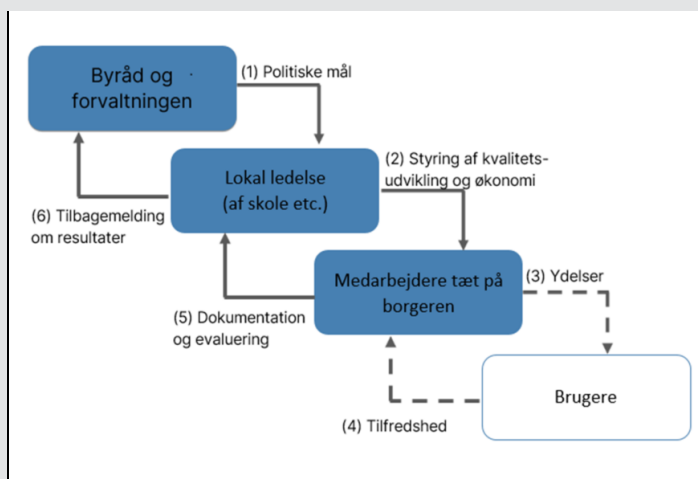 Byråd og
forvaltningen
(1) Politiske mål
Lokal ledelse
(af skole etc.)
(2) Styring af kvalitets-
udvikling og økonomi
(6) Tilbagemelding
om resultater
Medarbejdere tæt på
borgeren
(3) Ydelser
(5) Dokumentation
og evaluering
Brugere
(4) Tilfredshed